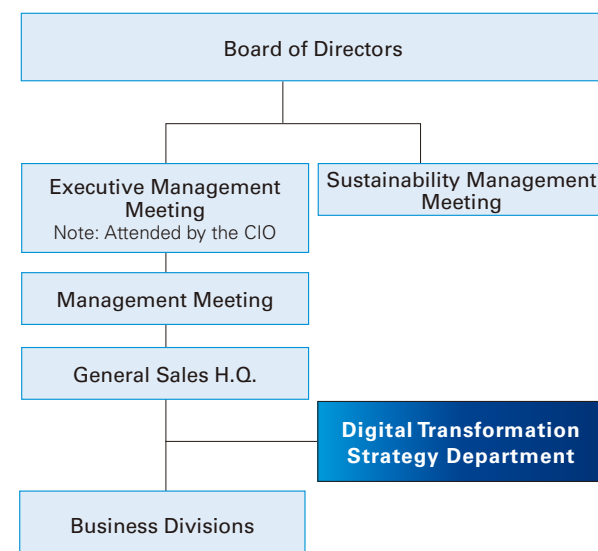 Board of Directors
Executive Management
Meeting
Note: Attended by the CIO
Sustainability Management
Meeting
Management Meeting
General Sales H.Q.
Digital Transformation
Strategy Department
Business Divisions